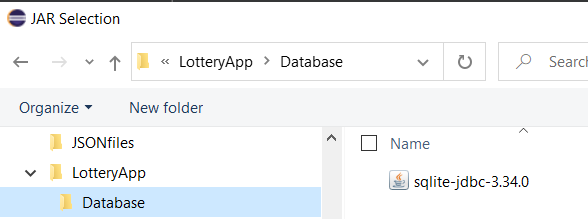 JAR Selection
« LotteryApp > Database
Searc
Organize New folder
JSONfiles
Name
LotteryApp
sqlite-jdbc-3.34.0
Database